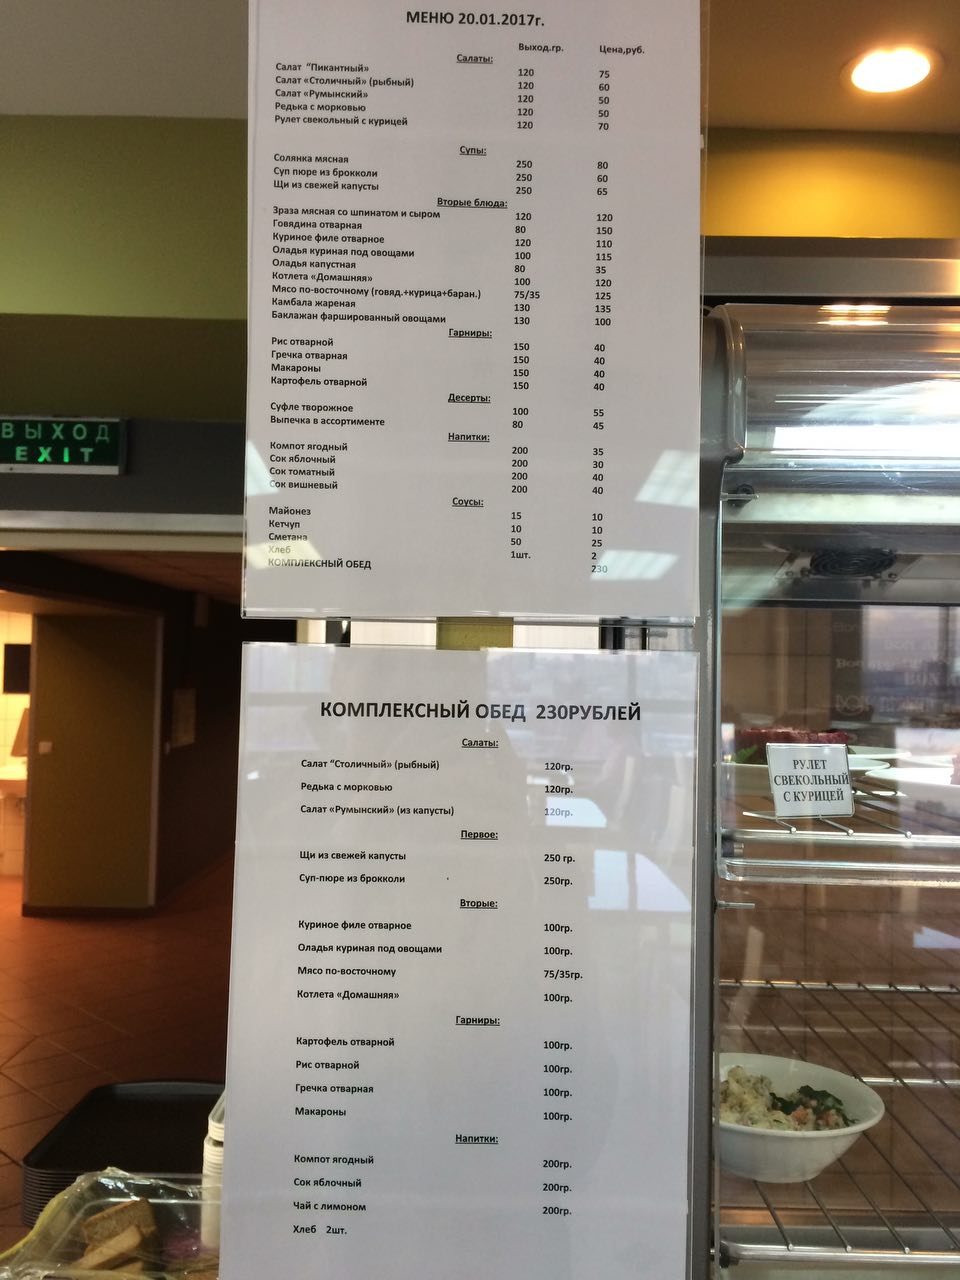 МЕНЮ 20.01.2017г.
Выход.гр. Цена,руб.
Салаты:
Салат "Пикантный» 120 75
Салат «Столичный» (рыбный) 120 60
Салат «Румынский» 120 50
Редька с морковью 120 50
Рулет свекольный с курицей 120 70
Супы:
Солянка мясная 250 80
Суп пюре из брокколи 250 60
Щи из свежей капусты 250 65
Вторые блюда:
Зраза мясная со шпинатом и сыром 120 120
Говядина отварная 80 150
Куриное филе отварное 120 110
Оладья куриная под овощами 100 115
Оладья капустная 80 35
Котлета «Домашняя» 100 120
Мясо по-восточному (говяд.+курица+баран.) 75/35 125
Камбала жареная 130 135
Баклажан фаршированный овощами 130 100
Гарниры:
Рис отварной 150 40
Гречка отварная 150 40
Макароны 150 40
Картофель отварной 150 40
Десерты:
Суфле творожное 100 55
Выпечка в ассортименте 80 45
Напитки:
Компот ягодный 200 35
Сок яблочный 200 30
Сок томатный 200 40
Сок вишневый 200 40
Соусы:
Майонез 15 10
Кетчуп 10 10
Сметана 50 25
Хлеб 1шт. 2
КОМПЛЕКСНЫЙ ОБЕД 230
ВЫХОД
EXIT
КОМПЛЕКСНЫЙ ОБЕД 230РУБЛЕЙ
Салаты:
Салат "Столичный» (рыбный) 120гр.
Редька с морковью 120гр.
Салат «Румынский» (из капусты) 120гр.
Первое:
Щи из свежей капусты 250 гр.
Суп-пюре из брокколи 250гр.
Вторые:
Куриное филе отварное 100гр.
Оладья куриная под овощами 100гр.
Мясо по-восточному 75/35гр.
Котлета «Домашняя» 100гр.
Гарниры:
Картофель отварной 100гр.
Рис отварной 100гр.
Гречка отварная 100гр.
Макароны 100гр.
Напитки:
Компот ягодный 200гр.
Сок яблочный 200гр.
Чай с лимоном 200гр.
Хлеб 2шт.
РУЛЕТ
СВЕКОЛЬНЫЙ
С КУРИЦЕЙ